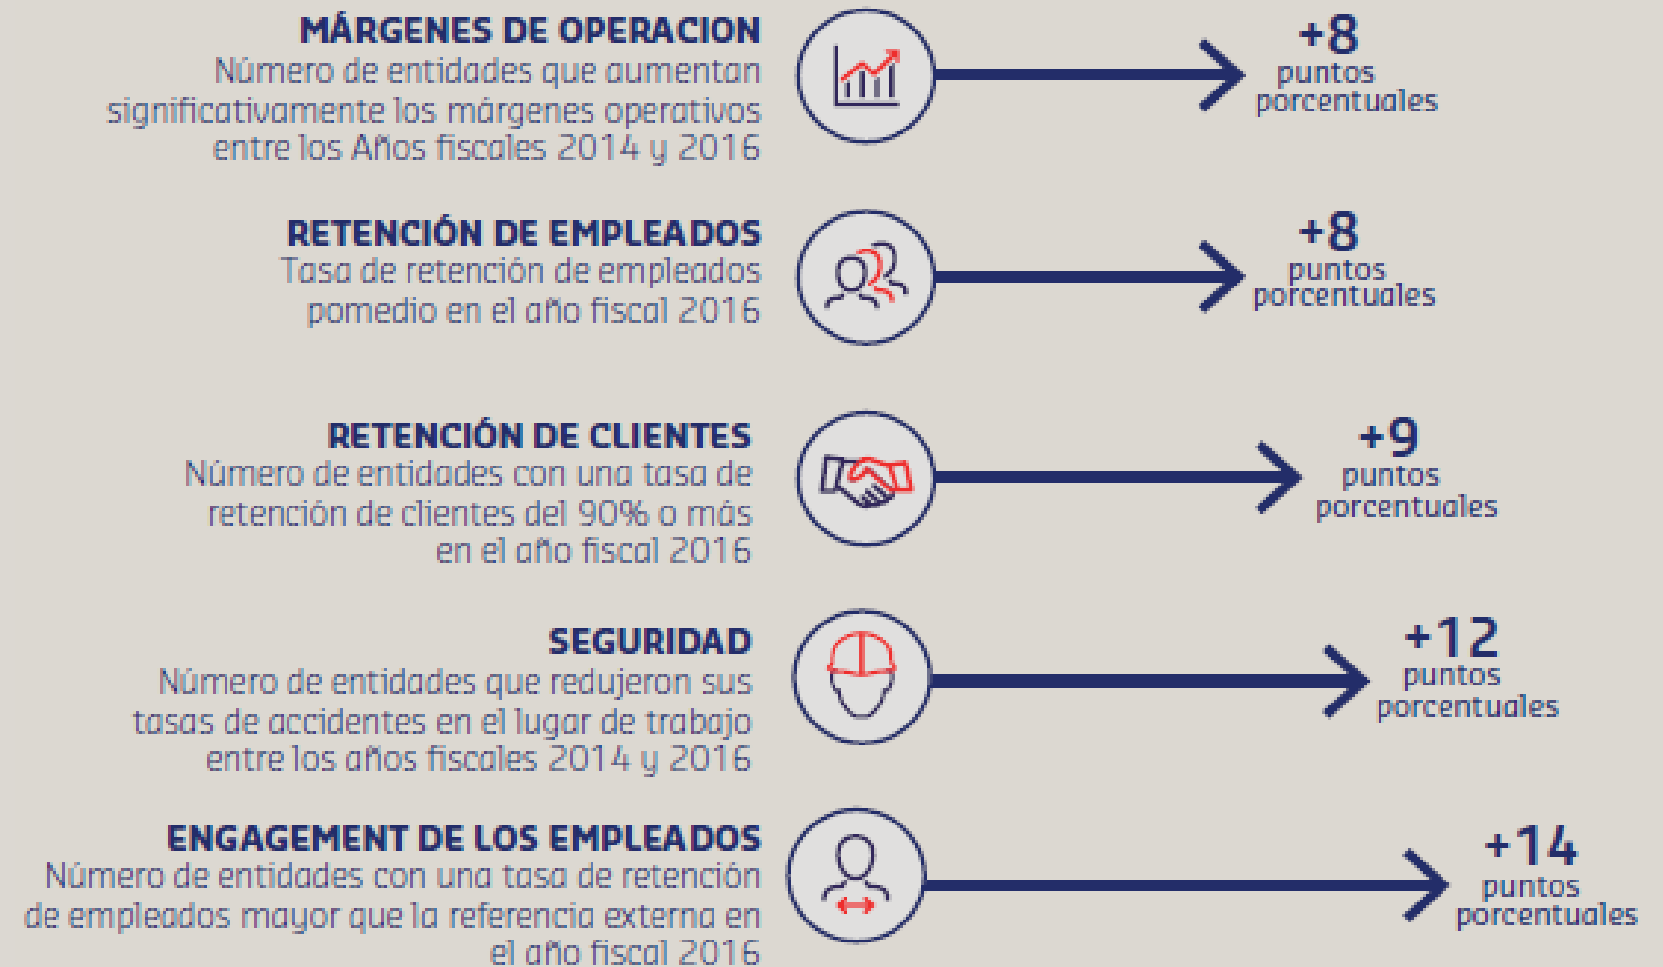 MÁRGENES DE OPERACION
Número de entidades que aumentan
significativamente los márgenes operativos
entre los Años fiscales 2014 y 2016
+8
puntos
porcentuales
RETENCIÓN DE EMPLEADOS
Tasa de retención de empleados
pomedio en el año fiscal 2016
+8
puntos
porcentuales
RETENCIÓN DE CLIENTES
Número de entidades con una tasa de
retención de clientes del 90% o más
en el año fiscal 2016
+9
puntos
porcentuales
SEGURIDAD
Número de entidades que redujeron sus
tasas de accidentes en el lugar de trabajo
entre los años fiscales 2014 y 2016
+12
puntos
porcentuales
ENGAGEMENT DE LOS EMPLEADOS
Número de entidades con una tasa de retención
de empleados mayor que la referencia externa en
el año fiscal 2016
+14
puntos
porcentuales